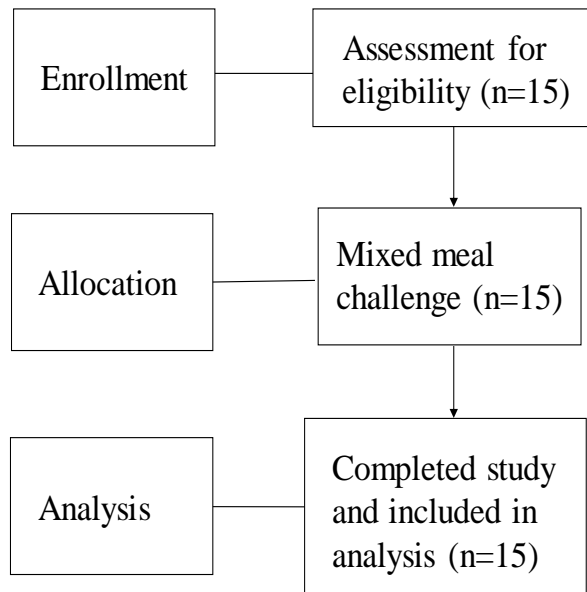 Enrollment
Assessment for
eligibility (n=15)
Allocation
Mixed meal
challenge (n=15)
Analysis
Completed study
and included in
analysis (n=15)